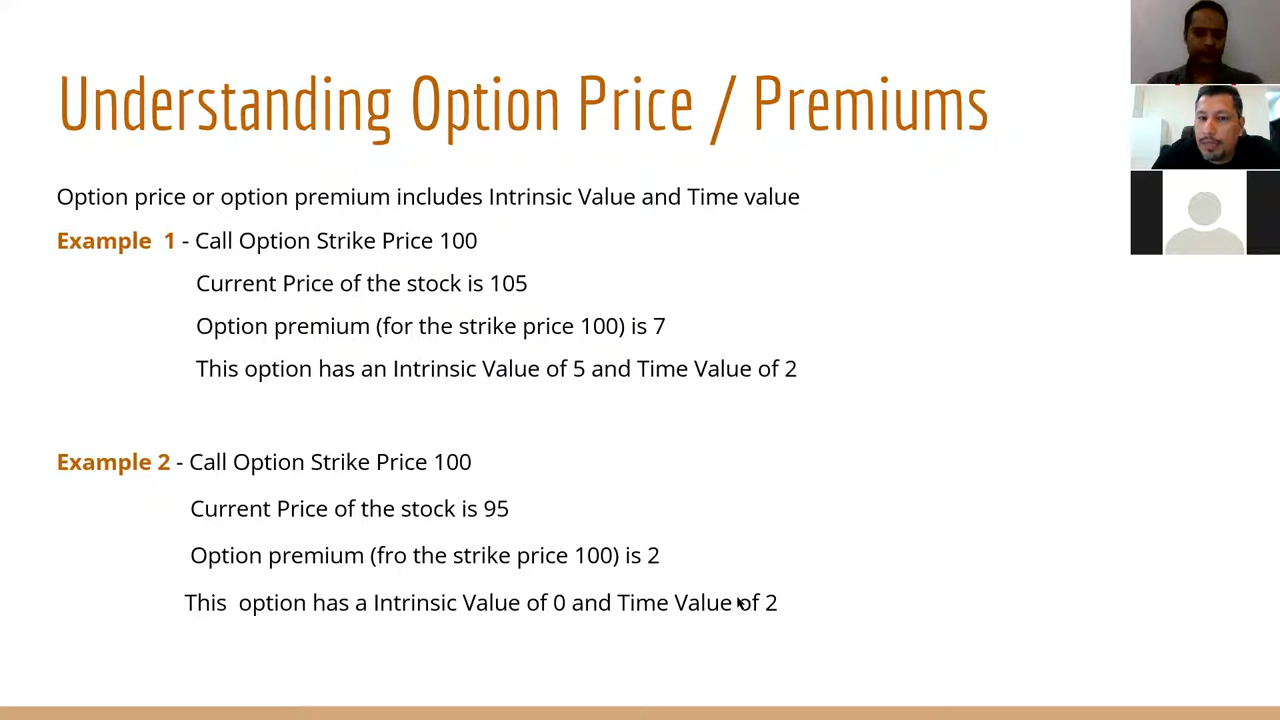 Understanding Option Price / Premiums
Option price or option premium includes Intrinsic Value and Time value
Example 1 - Call Option Strike Price 100
Current Price of the stock is 105
Option premium (for the strike price 100) is 7
This option has an Intrinsic Value of 5 and Time Value of 2
Example 2 - Call Option Strike Price 100
Current Price of the stock is 95
Option premium (fro the strike price 100) is 2
This option has a Intrinsic Value of 0 and Time Value of 2